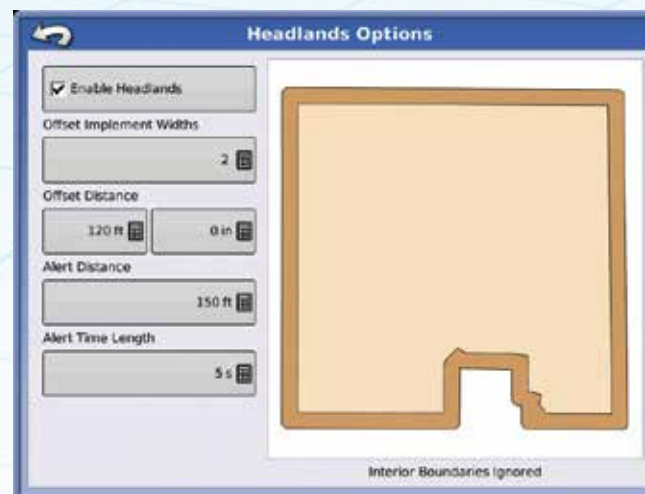 Headlands Options
Enable Headlands
Offset Implement Widths
2
Offset Distance
120 ft
0 in
Alert Distance
150 ft
Alert Time Length
5 s
Interior Boundaries Ignored